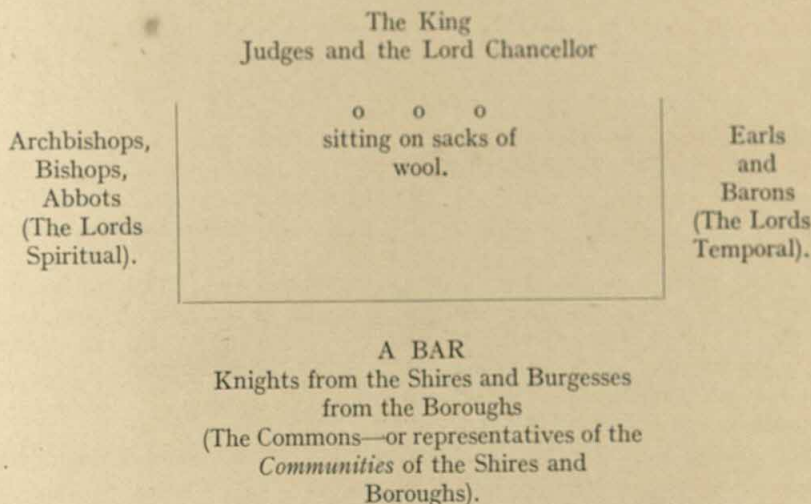 The King
Judges and the Lord Chancellor
o o o
sitting on sacks of
wool.
Archbishops,
Bishops,
Abbots
(The Lords
Spiritual).
Earls
and
Barons
(The Lords
Temporal).
A BAR
Knights from the Shires and Burgesses
from the Boroughs
(The Commons—or representatives of the
Communities of the Shires and
Boroughs).